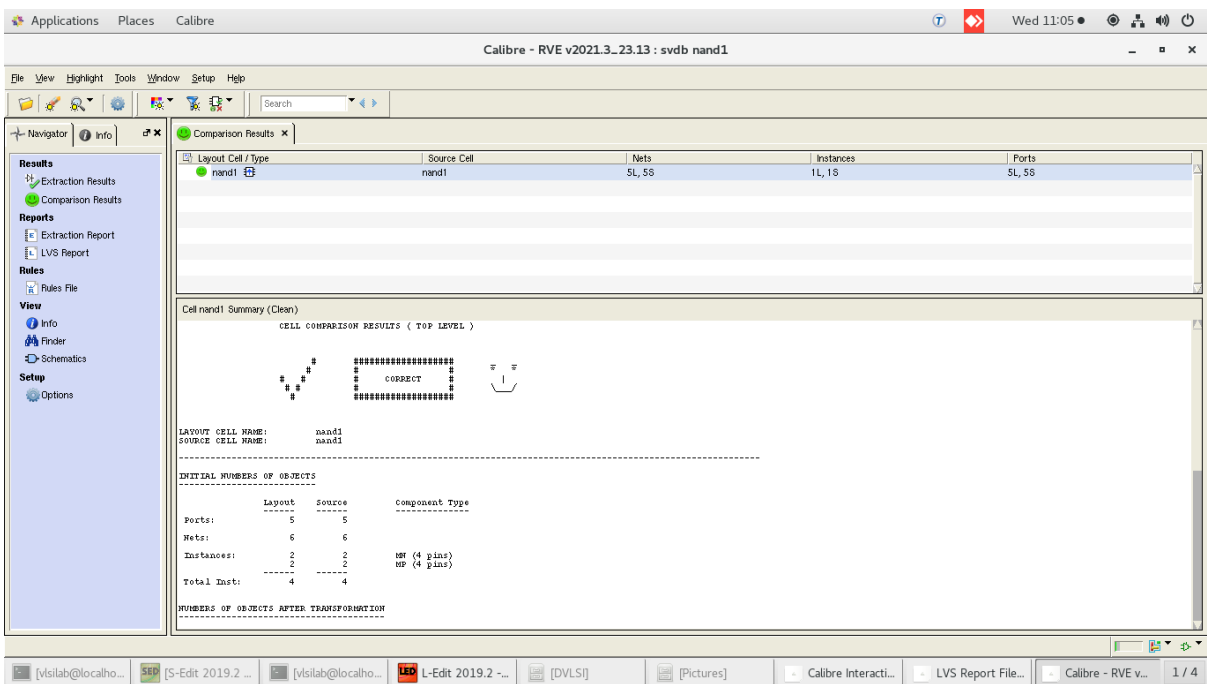 Applications Places Calibre Wed 11:05
Calibre - RVE v2021.3_23.13 : svdb nand1
File View Highlight Tools Window Setup Help
Search
Navigator Info Comparison Results
Results
Extraction Results
Comparison Results
Reports
Extraction Report
LVS Report
Rules
Rules File
View
Info
Finder
Schematics
Setup
Options
Layout Cell / Type Source Cell Nets Instances Ports
nand1 nand1 5L, 5S 1L, 1S 5L, 5S
Cell nand1 Summary (Clean)
CELL COMPARISON RESULTS ( TOP LEVEL )
CORRECT
LAYOUT CELL NAME: nand1
SOURCE CELL NAME: nand1
INITIAL NUMBERS OF OBJECTS
Layout Source Component Type
Ports: 5 5
Nets: 6 6
Instances: 2 2 MN (4 pins)
2 2 MP (4 pins)
Total Inst: 4 4
NUMBERS OF OBJECTS AFTER TRANSFORMATION
[vlsilab@localho... SED [S-Edit 2019.2 ... [vlsilab@localho... LED L-Edit 2019.2 -... [DVLSI] [Pictures] Calibre Interacti... LVS Report File... Calibre - RVE v... 1 / 4